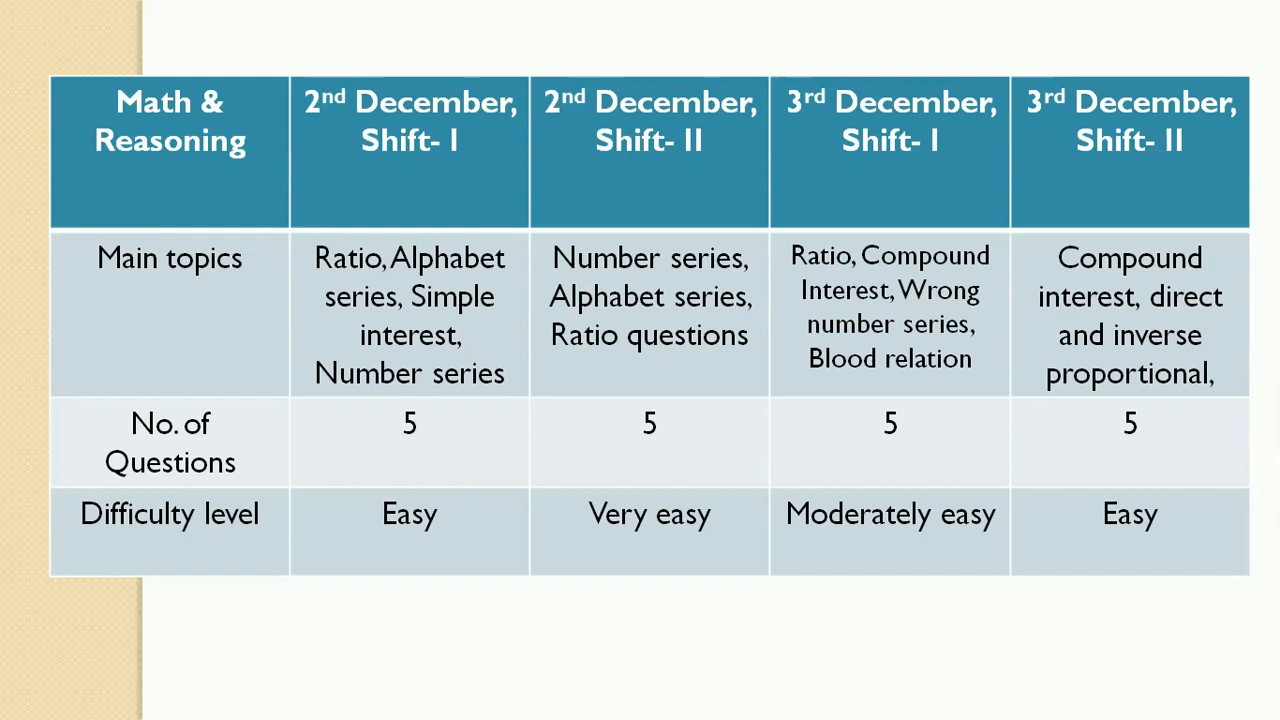 Math &
Reasoning
2nd December,
Shift- I
2nd December,
Shift- II
3rd December,
Shift- I
3rd December,
Shift- II
Main topics
Ratio, Alphabet
series, Simple
interest,
Number series
Number series,
Alphabet series,
Ratio questions
Ratio, Compound
Interest, Wrong
number series,
Blood relation
Compound
interest, direct
and inverse
proportional,
No. of
Questions
5
5
5
5
Difficulty level
Easy
Very easy
Moderately easy
Easy